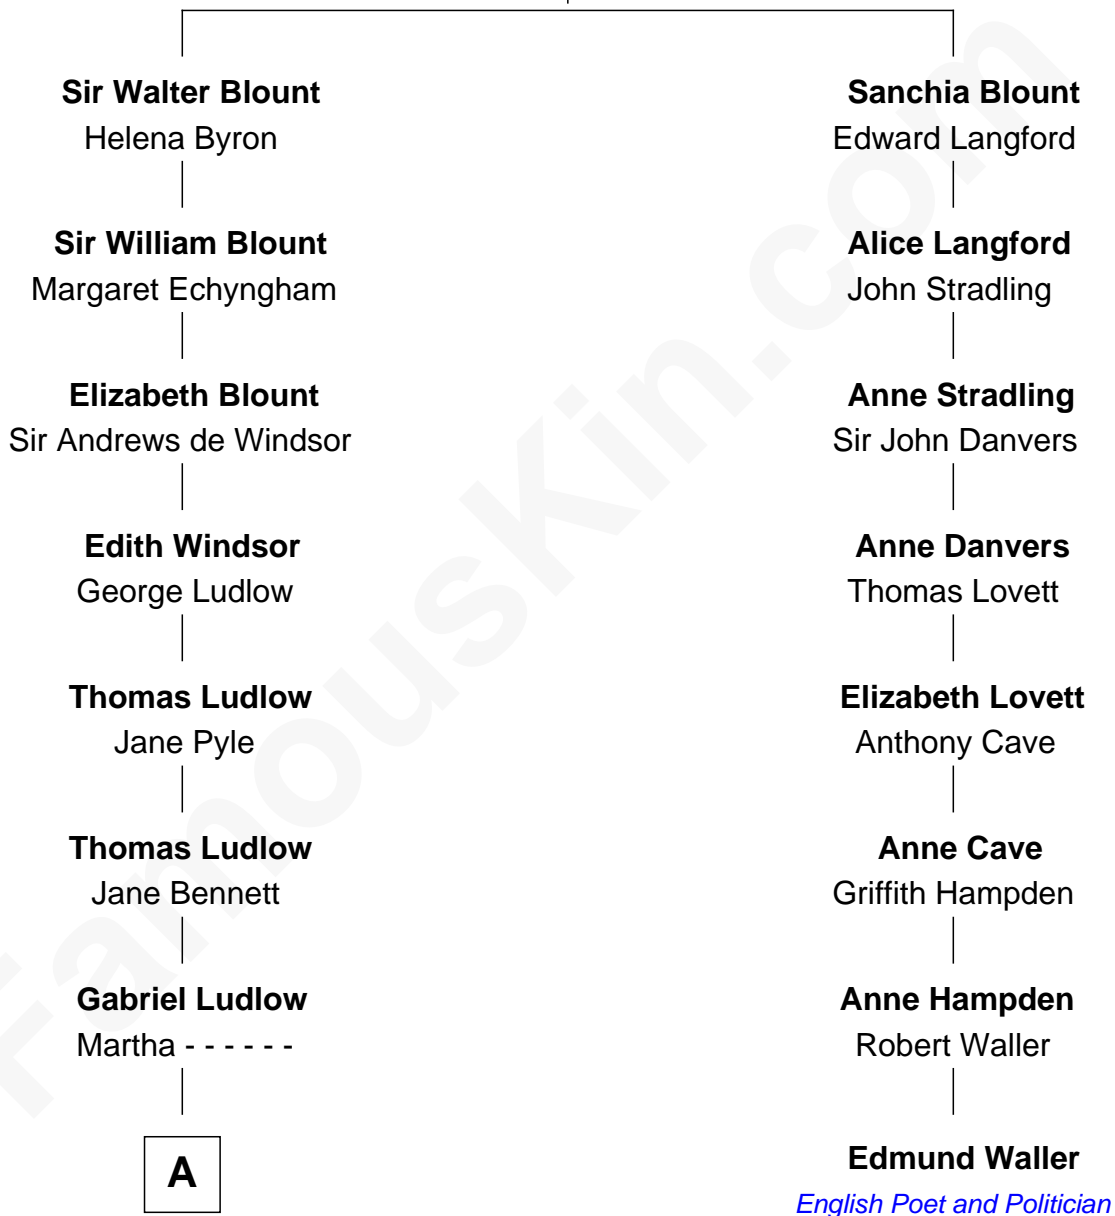 Sir Walter Blount
Helena Byron
Sir William Blount
Margaret Echyngham
Elizabeth Blount
Sir Andrews de Windsor
Edith Windsor
George Ludlow
Thomas Ludlow
Jane Pyle
Thomas Ludlow
Jane Bennett
Gabriel Ludlow
Martha - - - - - -
A
Sanchia Blount
Edward Langford
Alice Langford
John Stradling
Anne Stradling
Sir John Danvers
Anne Danvers
Thomas Lovett
Elizabeth Lovett
Anthony Cave
Anne Cave
Griffith Hampden
Anne Hampden
Robert Waller
Edmund Waller
English Poet and Politician
FamousKin.com